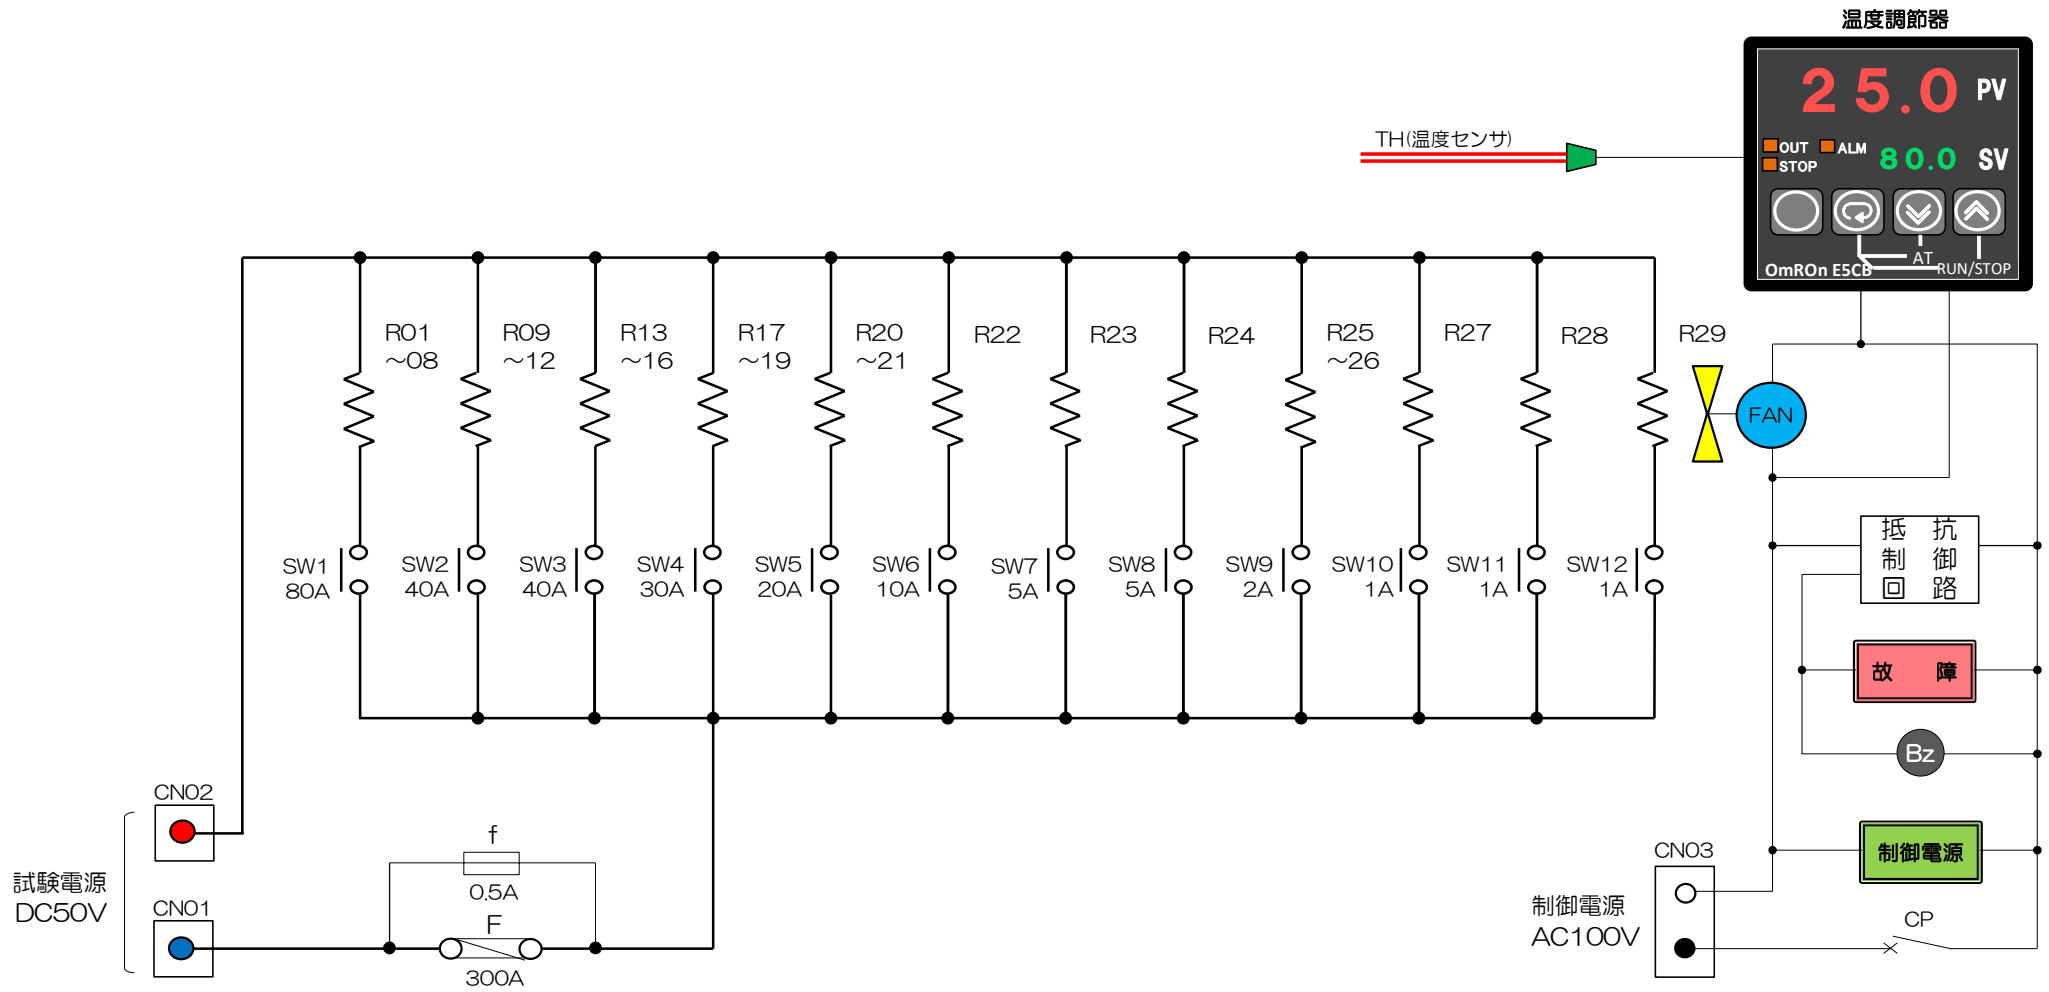 温度調節器
25.0 PV
OUT ALM
STOP
80.0 SV
AT
OmROn E5CB
RUN/STOP
TH(温度センサ)
R01
～08
R09
～12
R13
～16
R17
～19
R20
～21
R22
R23
R24
R25
～26
R27
R28
R29
FAN
SW1
80A
SW2
40A
SW3
40A
SW4
30A
SW5
20A
SW6
10A
SW7
5A
SW8
5A
SW9
2A
SW10
1A
SW11
1A
SW12
1A
抵 抗
制 御
回 路
故 障
Bz
制御電源
CN02
試験電源
DC50V
CN01
f
0.5A
F
300A
CN03
制御電源
AC100V
CP